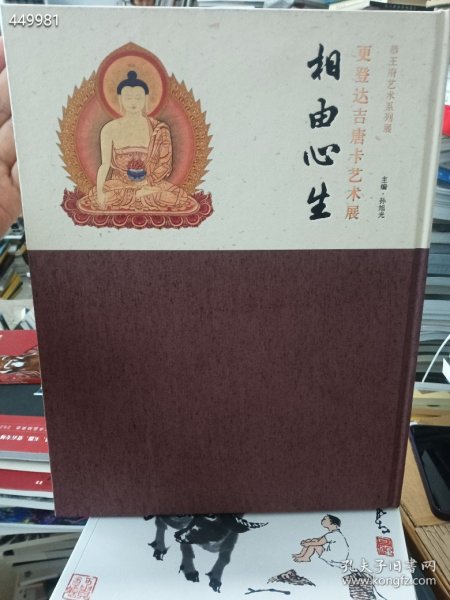 449981
恭王府艺术系列展
更登达吉唐卡艺术展
相由心生
主编·孙旭光
孔夫子旧书网
www.kongfz.com